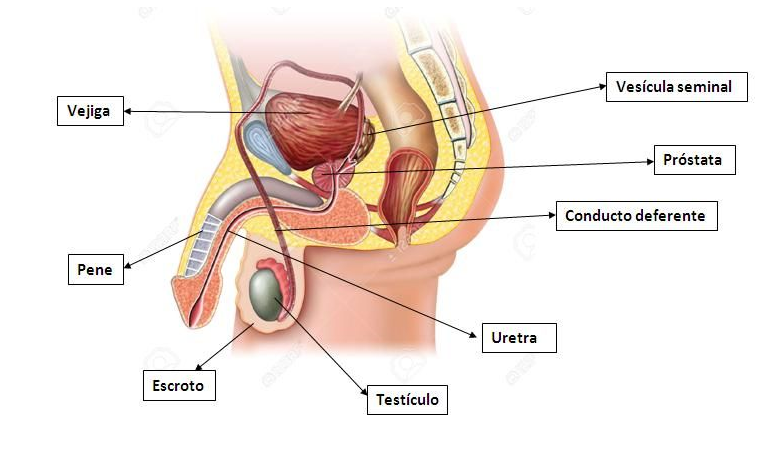 Vesícula seminal
Vejiga
Próstata
Conducto deferente
Pene
Uretra
Escroto
Testículo